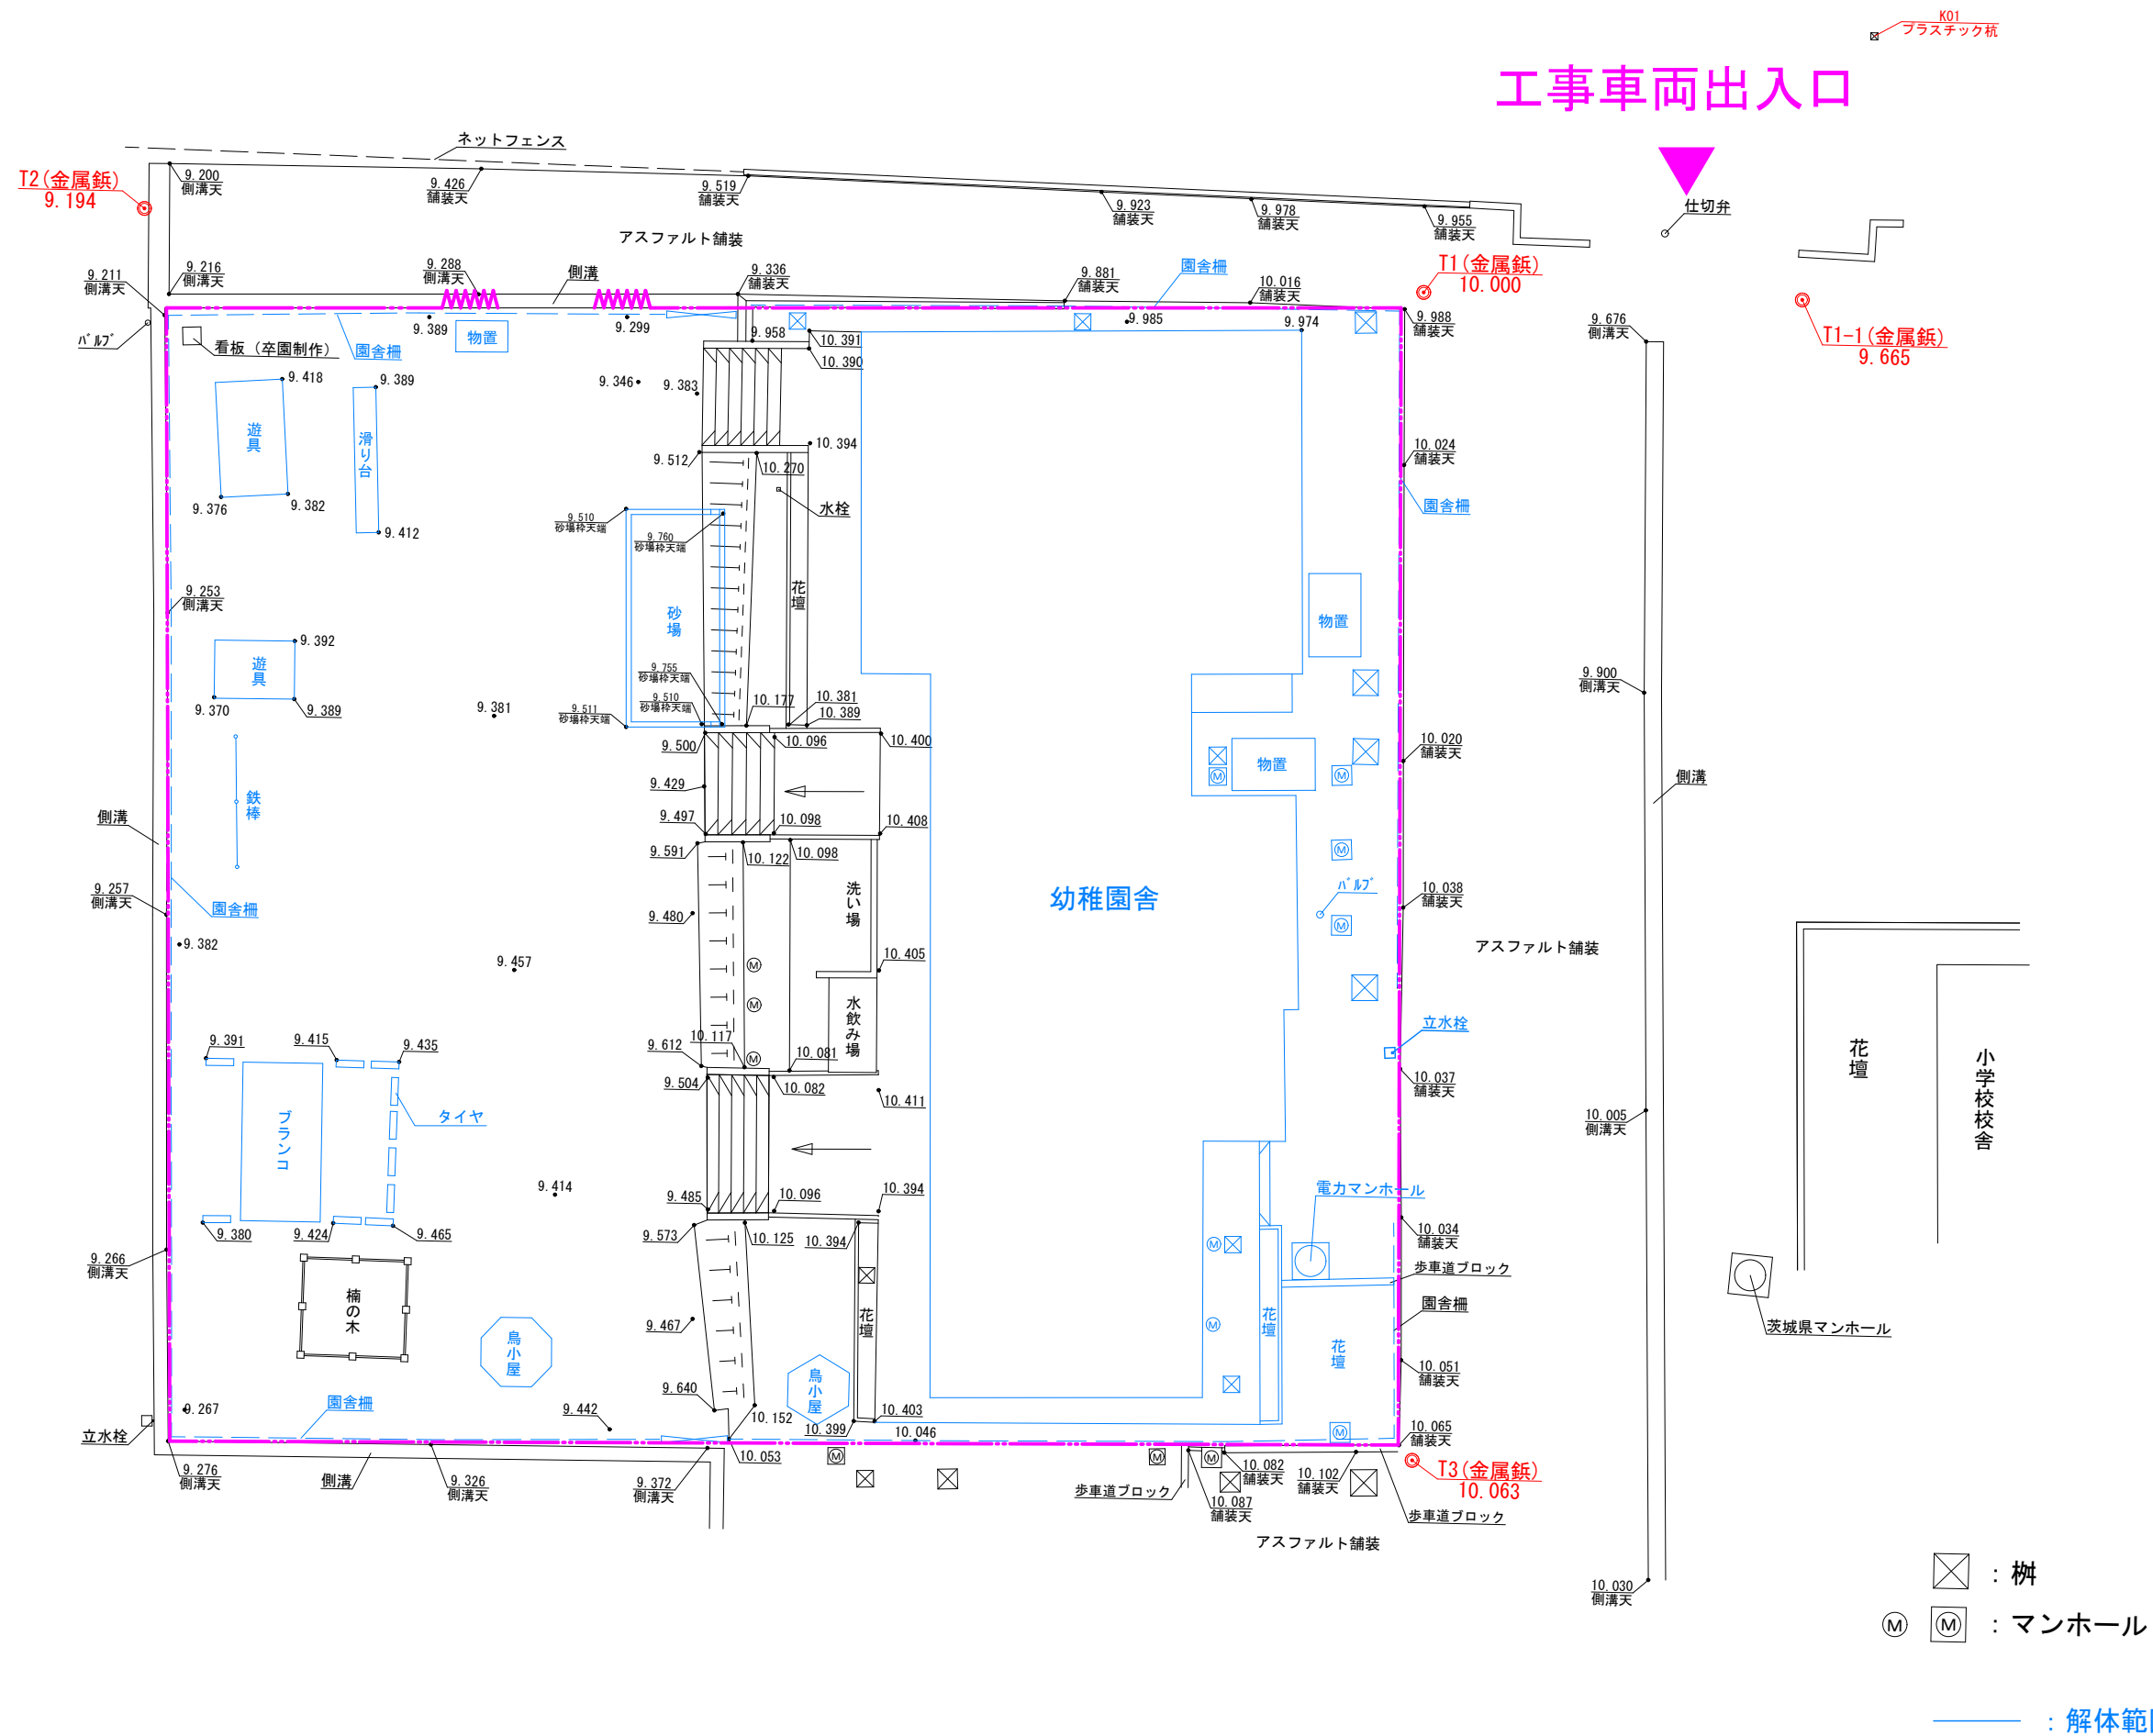 K01
プラスチック杭
工事車両出入口
ネットフェンス
T2(金属鋲)
9.194
9.200
側溝天
9.426
舗装天
9.519
舗装天
9.923
舗装天
9.978
舗装天
9.955
舗装天
仕切弁
アスファルト舗装
9.211
側溝天
9.216
側溝天
9.288
側溝天
側溝
9.336
舗装天
9.881
舗装天
園舎柵
10.016
舗装天
T1(金属鋲)
10.000
9.988
舗装天
9.676
側溝天
T1-1(金属鋲)
9.665
バルブ
看板（卒園制作）
園舎柵
9.389
物置
9.299
9.958
10.391
10.390
9.985
9.974
9.418
9.389
9.346
9.383
遊具
滑り台
9.376
9.382
9.412
9.512
10.394
10.270
水栓
10.024
舗装天
園舎柵
9.510
砂場枠天端
9.760
砂場枠天端
9.253
側溝天
砂場
花壇
物置
9.392
遊具
9.370
9.389
9.381
9.755
砂場枠天端
9.510
砂場枠天端
9.511
砂場枠天端
10.177
10.381
10.389
9.900
側溝天
9.500
10.096
10.400
10.020
舗装天
物置
9.429
鉄棒
側溝
側溝
9.497
10.098
10.408
9.591
10.122
10.098
洗い場
幼稚園舎
バルブ
9.257
側溝天
園舎柵
9.382
9.480
10.038
舗装天
アスファルト舗装
9.457
10.405
水飲み場
立水栓
9.391
9.415
9.435
9.612
10.117
10.081
9.504
10.082
10.411
10.037
舗装天
花壇
小学校校舎
ブランコ
タイヤ
10.005
側溝天
9.414
9.485
10.096
10.394
電力マンホール
9.380
9.424
9.465
9.573
10.125
10.394
10.034
舗装天
9.266
側溝天
楠の木
歩車道ブロック
園舎柵
鳥小屋
9.467
花壇
花壇
花壇
茨城県マンホール
鳥小屋
10.051
舗装天
9.267
園舎柵
9.442
9.640
10.152
10.399
10.403
10.046
10.065
舗装天
立水栓
9.276
側溝天
側溝
9.326
側溝天
9.372
側溝天
10.053
歩車道ブロック
10.087
舗装天
10.082
舗装天
10.102
舗装天
T3(金属鋲)
10.063
歩車道ブロック
アスファルト舗装
10.030
側溝天
：桝
M M ：マンホール
：解体範